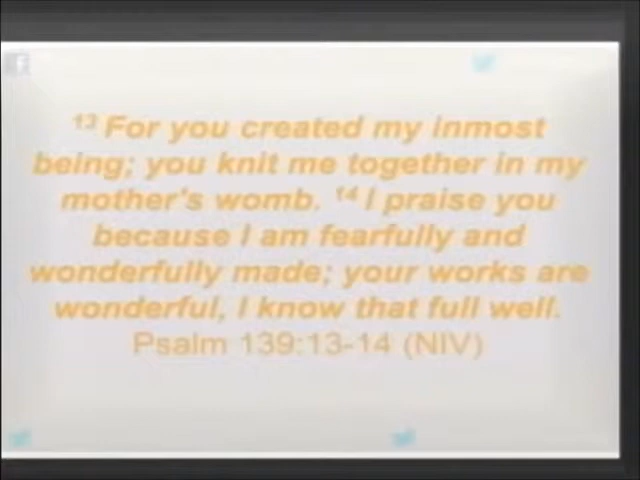 ¹³ For you created my inmost
being; you knit me together in my
mother's womb. ¹⁴ I praise you
because I am fearfully and
wonderfully made; your works are
wonderful, I know that full well.
Psalm 139:13-14 (NIV)